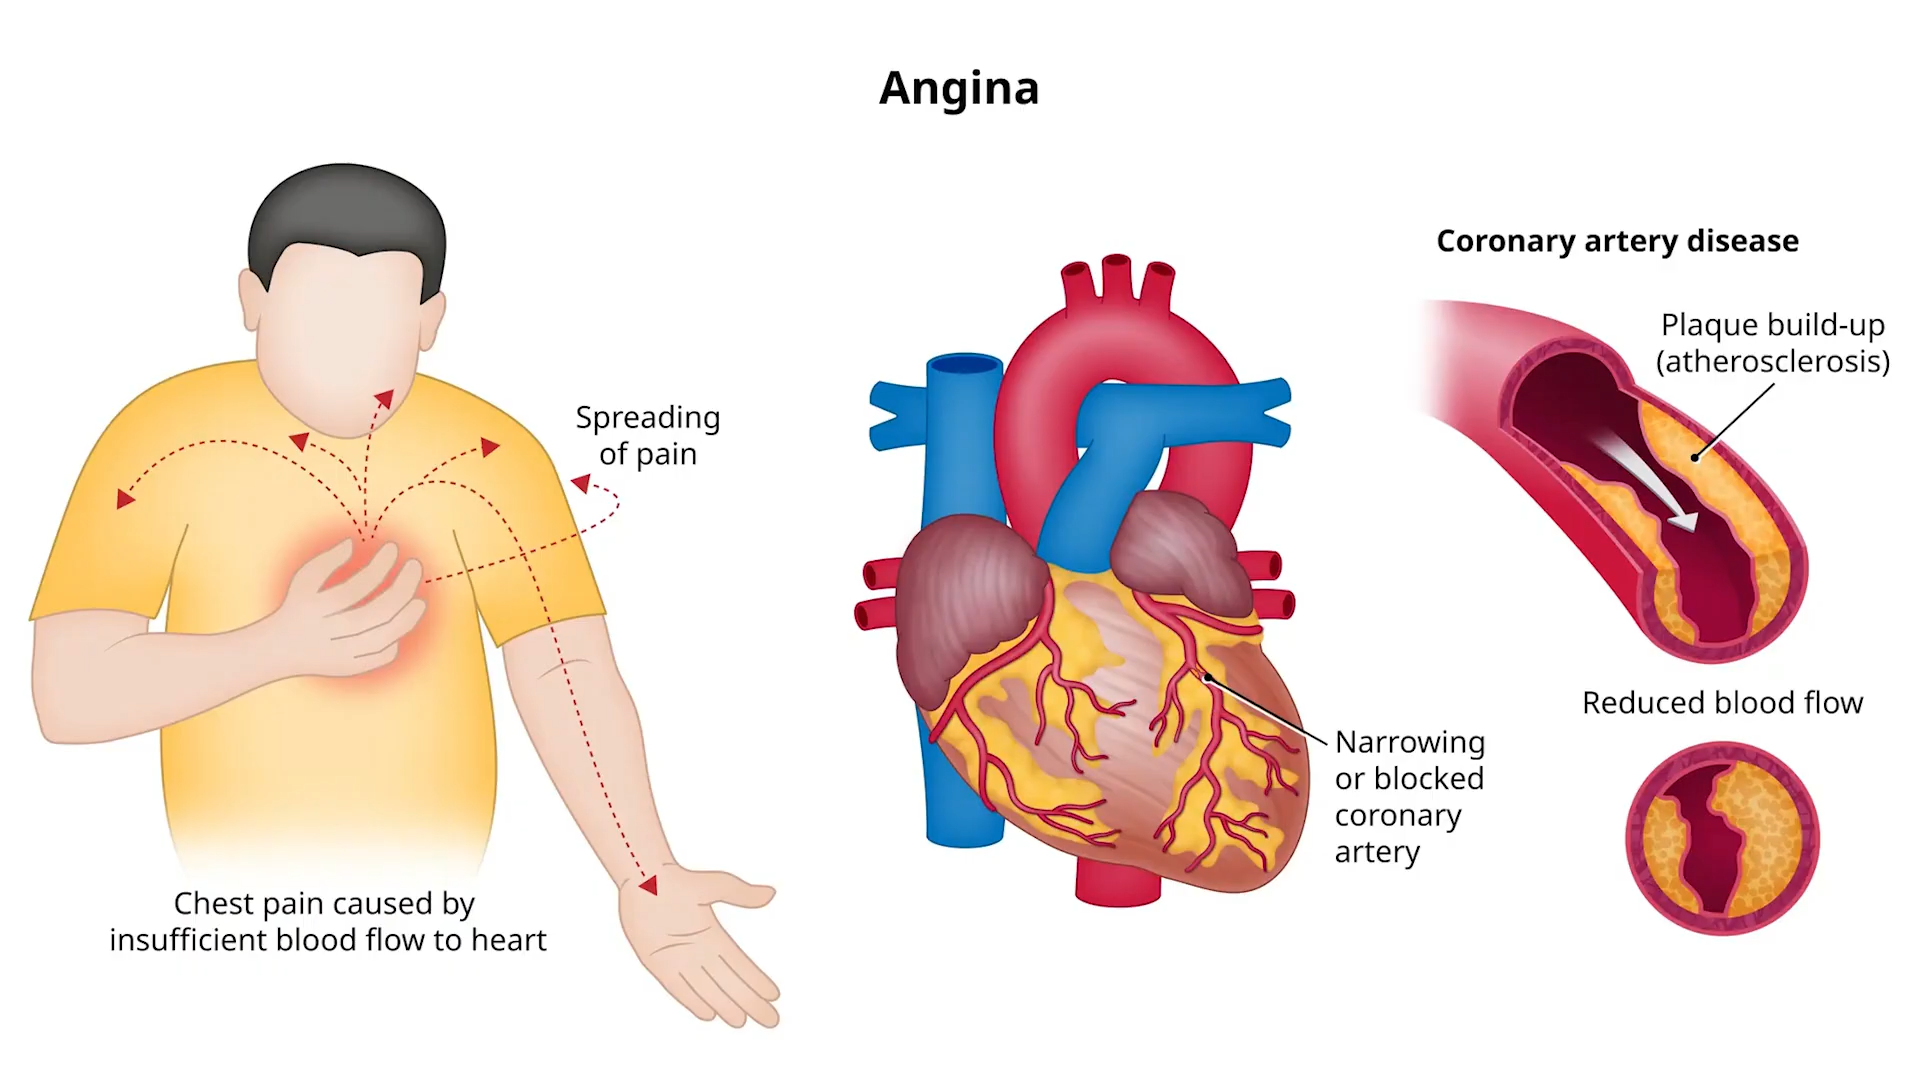 Angina
Spreading
of pain
Chest pain caused by
insufficient blood flow to heart
Narrowing
or blocked
coronary
artery
Coronary artery disease
Plaque build-up
(atherosclerosis)
Reduced blood flow